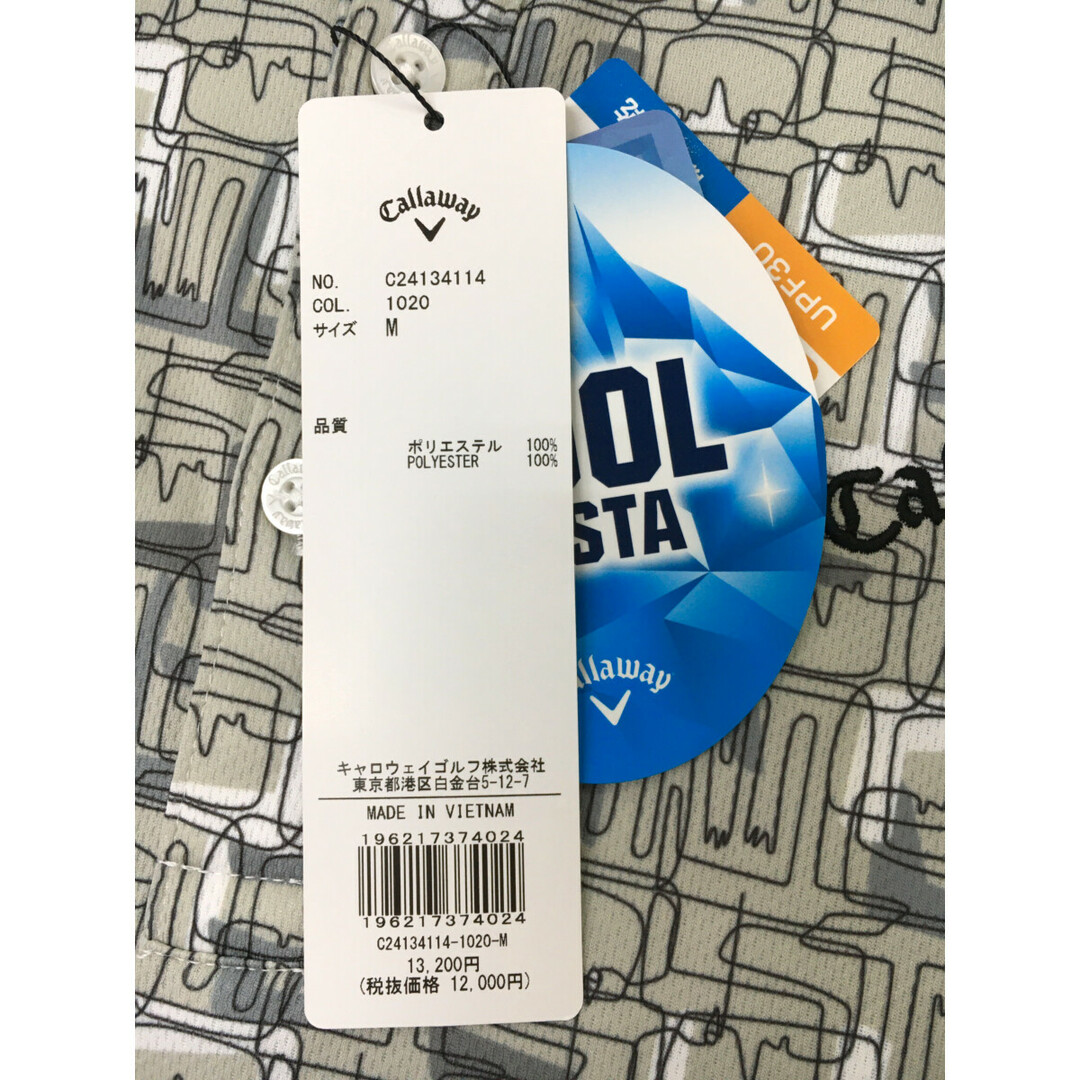 Callaway
NO. C24134114
COL. 1020
サイズ M
品質
ポリエステル 100%
POLYESTER 100%
キャロウェイゴルフ株式会社
東京都港区白金台5-12-7
MADE IN VIETNAM
196217374024
196217374024
C24134114-1020-M
13,200円
(税抜価格 12,000円)
OOL
STA
allaway
UPF30
Ca
Callaway